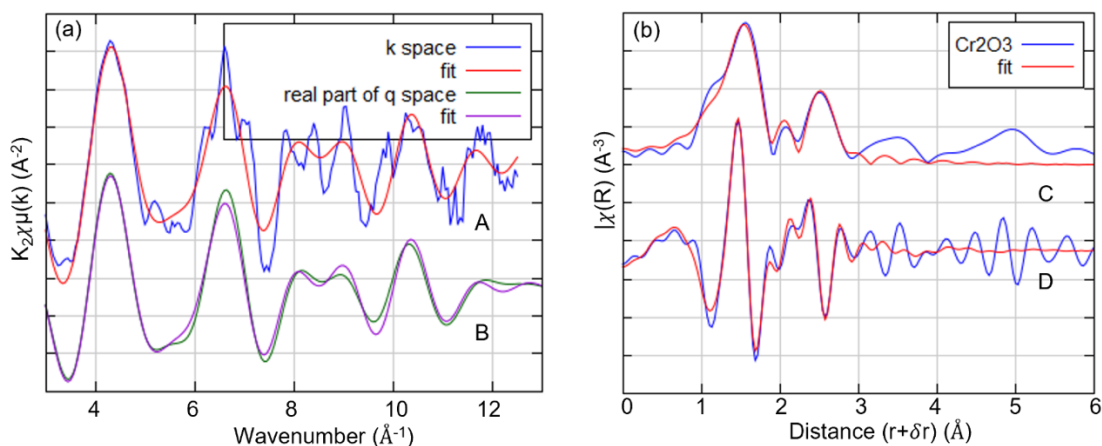 (a)
k space
fit
real part of q space
fit
K₂χμ(k) (A⁻²)
A
B
4 6 8 10 12
Wavenumber (Å⁻¹)
(b)
Cr2O3
fit
|χ(R) (A⁻³)
C
D
0 1 2 3 4 5 6
Distance (r+δr) (Å)